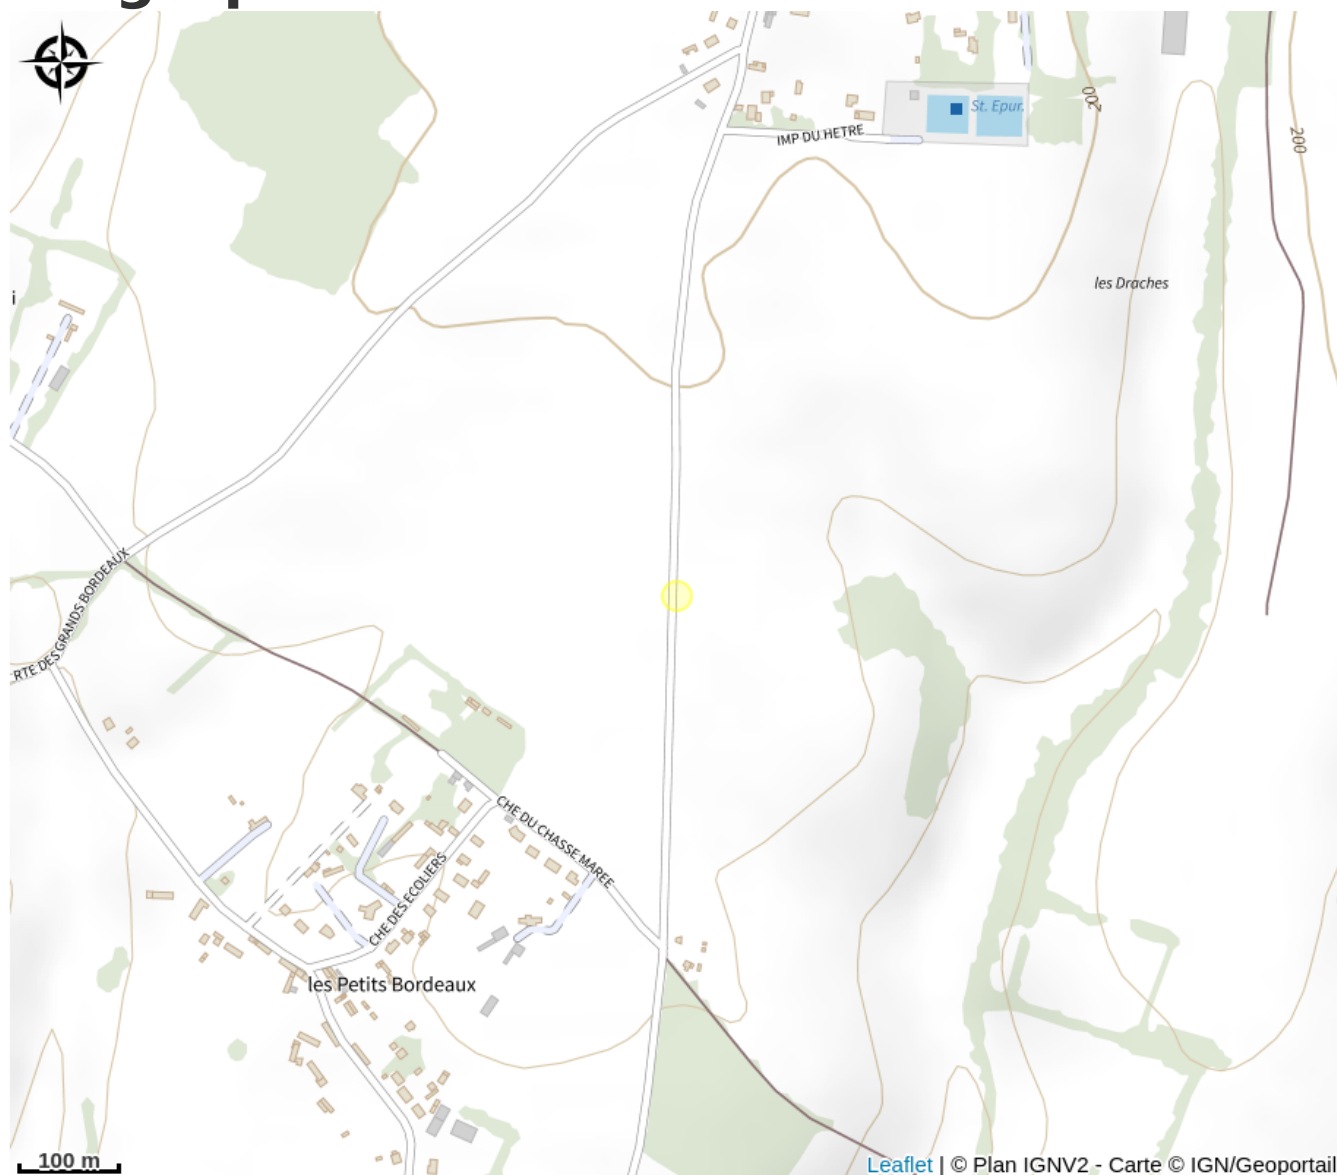 St. Epur.
200
IMP DU HETRE
200
les Draches
i
RTE DES GRANDS BORDEAUX
CHE DU CHASSE MAREE
CHE DES ECOLIERS
les Petits Bordeaux
100 m
Leaflet | © Plan IGNV2 - Carte © IGN/Geoportail